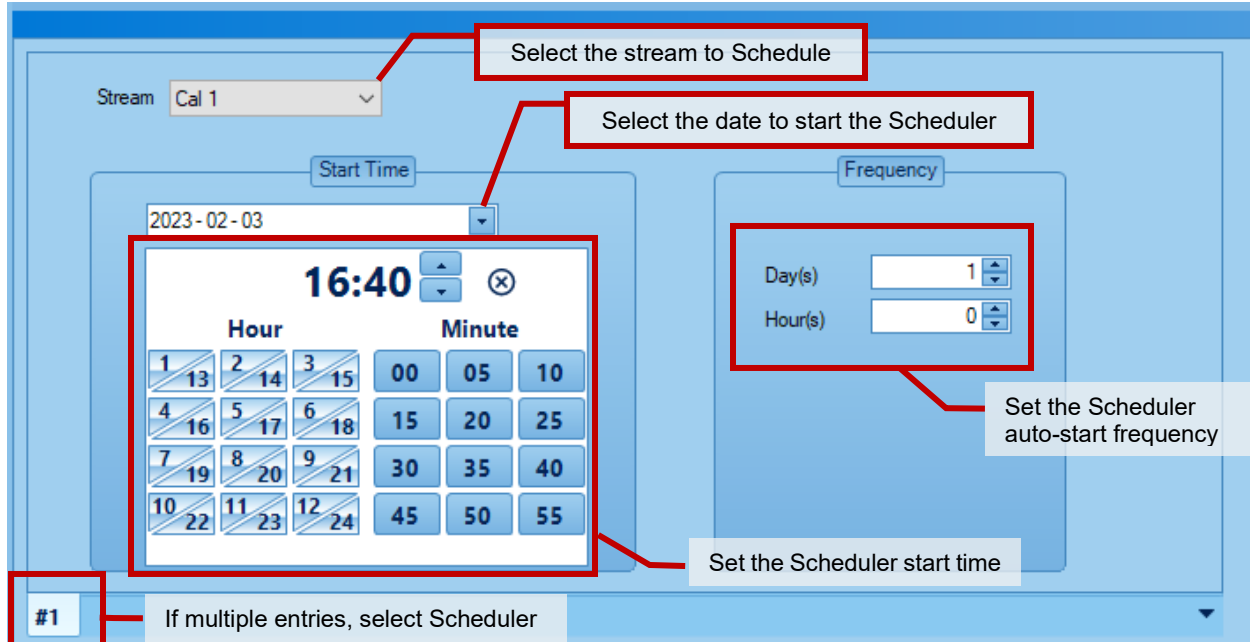 Select the stream to Schedule
Stream Cal 1
Select the date to start the Scheduler
Start Time
Frequency
2023-02-03
16:40
Day(s) 1
Hour(s) 0
Hour Minute
1 13 2 14 3 15 00 05 10
4 16 5 17 6 18 15 20 25
7 19 8 20 9 21 30 35 40
10 22 11 23 12 24 45 50 55
Set the Scheduler
auto-start frequency
Set the Scheduler start time
#1 If multiple entries, select Scheduler